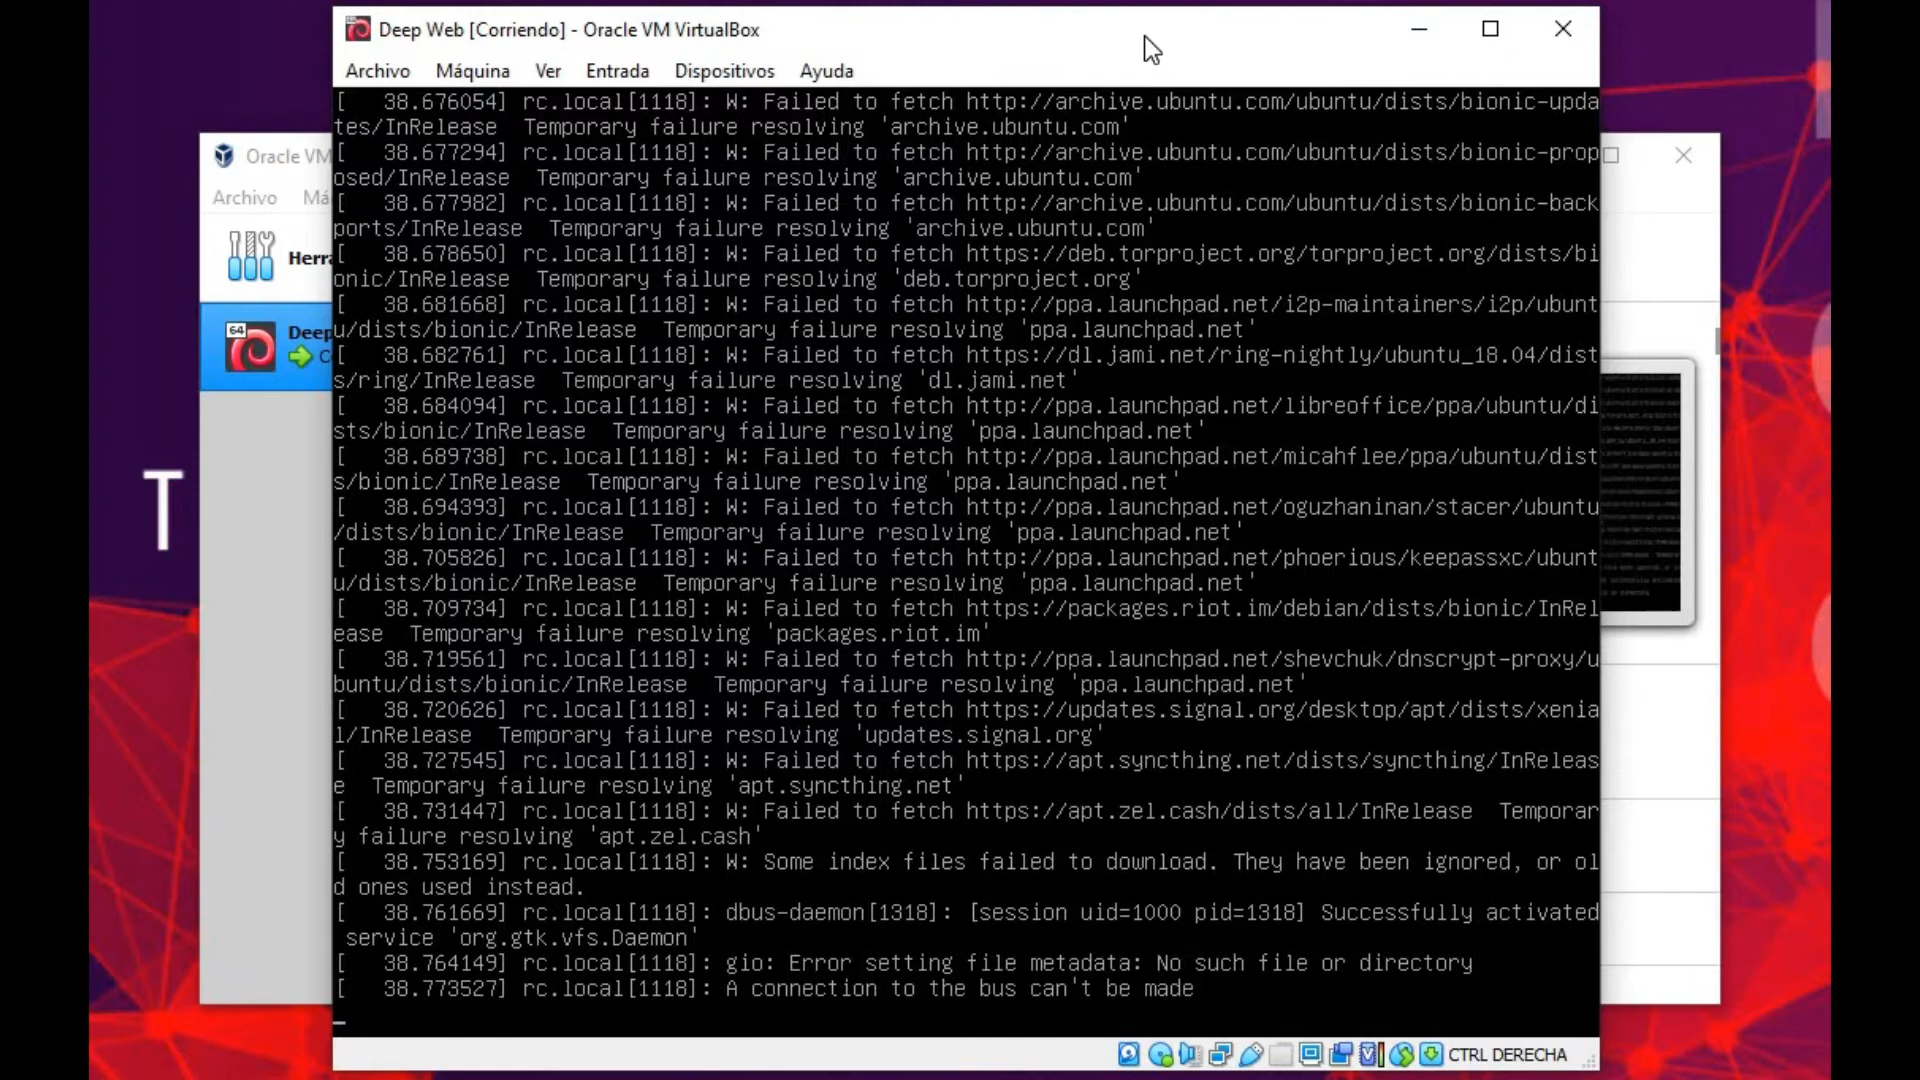 Deep Web [Corriendo] - Oracle VM VirtualBox
Archivo Máquina Ver Entrada Dispositivos Ayuda
[   38.676054] rc.local[1118]: W: Failed to fetch http://archive.ubuntu.com/ubuntu/dists/bionic-upda
tes/InRelease  Temporary failure resolving 'archive.ubuntu.com'
[   38.677294] rc.local[1118]: W: Failed to fetch http://archive.ubuntu.com/ubuntu/dists/bionic-prop
osed/InRelease  Temporary failure resolving 'archive.ubuntu.com'
[   38.677982] rc.local[1118]: W: Failed to fetch http://archive.ubuntu.com/ubuntu/dists/bionic-back
ports/InRelease  Temporary failure resolving 'archive.ubuntu.com'
[   38.678650] rc.local[1118]: W: Failed to fetch https://deb.torproject.org/torproject.org/dists/bi
onic/InRelease  Temporary failure resolving 'deb.torproject.org'
[   38.681668] rc.local[1118]: W: Failed to fetch http://ppa.launchpad.net/i2p-maintainers/i2p/ubunt
u/dists/bionic/InRelease  Temporary failure resolving 'ppa.launchpad.net'
[   38.682761] rc.local[1118]: W: Failed to fetch https://dl.jami.net/ring-nightly/ubuntu_18.04/dist
s/ring/InRelease  Temporary failure resolving 'dl.jami.net'
[   38.684094] rc.local[1118]: W: Failed to fetch http://ppa.launchpad.net/libreoffice/ppa/ubuntu/di
sts/bionic/InRelease  Temporary failure resolving 'ppa.launchpad.net'
[   38.689738] rc.local[1118]: W: Failed to fetch http://ppa.launchpad.net/micahflee/ppa/ubuntu/dist
s/bionic/InRelease  Temporary failure resolving 'ppa.launchpad.net'
[   38.694393] rc.local[1118]: W: Failed to fetch http://ppa.launchpad.net/oguzhaninan/stacer/ubuntu
/dists/bionic/InRelease  Temporary failure resolving 'ppa.launchpad.net'
[   38.705826] rc.local[1118]: W: Failed to fetch http://ppa.launchpad.net/phoerious/keepassxc/ubunt
u/dists/bionic/InRelease  Temporary failure resolving 'ppa.launchpad.net'
[   38.709734] rc.local[1118]: W: Failed to fetch https://packages.riot.im/debian/dists/bionic/InRel
ease  Temporary failure resolving 'packages.riot.im'
[   38.719561] rc.local[1118]: W: Failed to fetch http://ppa.launchpad.net/shevchuk/dnscrypt-proxy/u
buntu/dists/bionic/InRelease  Temporary failure resolving 'ppa.launchpad.net'
[   38.720626] rc.local[1118]: W: Failed to fetch https://updates.signal.org/desktop/apt/dists/xenia
l/InRelease  Temporary failure resolving 'updates.signal.org'
[   38.727545] rc.local[1118]: W: Failed to fetch https://apt.syncthing.net/dists/syncthing/InReleas
e  Temporary failure resolving 'apt.syncthing.net'
[   38.731447] rc.local[1118]: W: Failed to fetch https://apt.zel.cash/dists/all/InRelease  Temporar
y failure resolving 'apt.zel.cash'
[   38.753169] rc.local[1118]: W: Some index files failed to download. They have been ignored, or ol
d ones used instead.
[   38.761669] rc.local[1118]: dbus-daemon[1318]: [session uid=1000 pid=1318] Successfully activated
 service 'org.gtk.vfs.Daemon'
[   38.764149] rc.local[1118]: gio: Error setting file metadata: No such file or directory
[   38.773527] rc.local[1118]: A connection to the bus can't be made
CTRL DERECHA
Oracle VM
Archivo Má
Herra
64
Deep
C
T